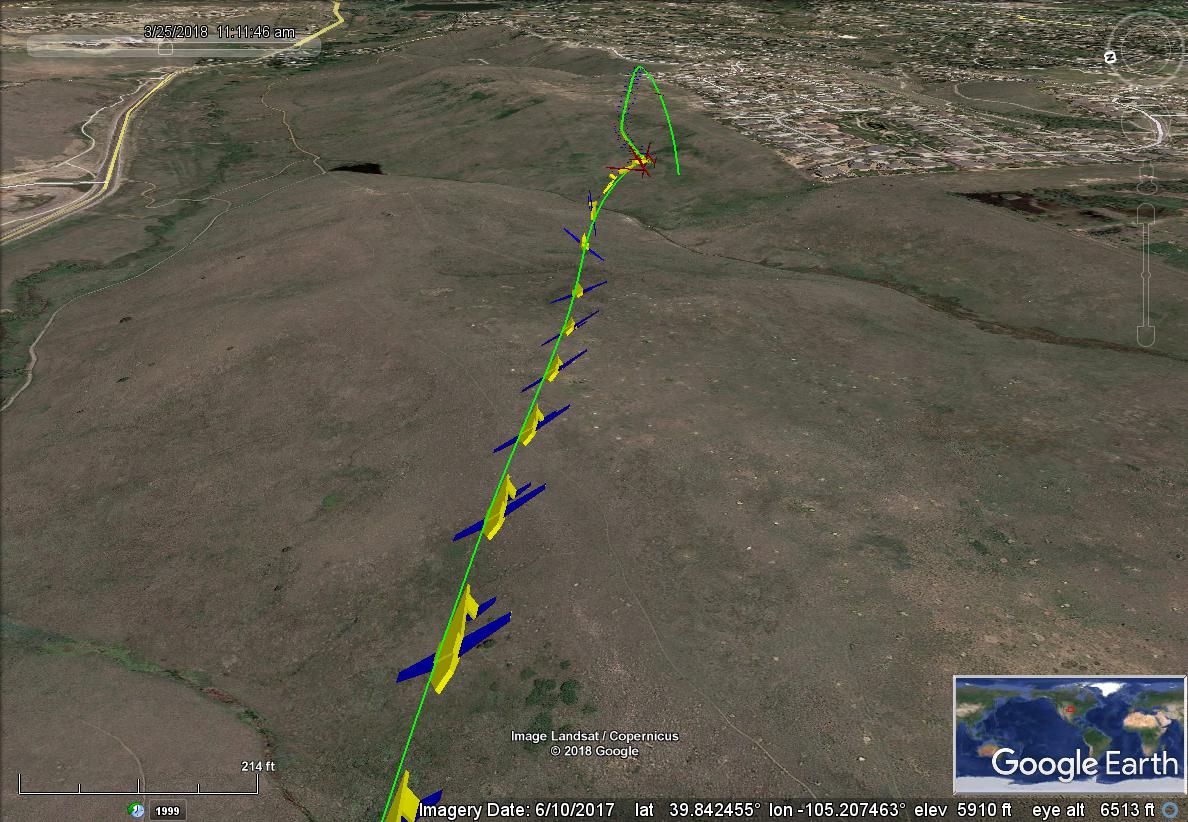 3/25/2018 11:11:46 am
N
Image Landsat / Copernicus
© 2018 Google
Google Earth
214 ft
1999
Imagery Date: 6/10/2017 lat 39.842455° lon -105.207463° elev 5910 ft eye alt 6513 ft